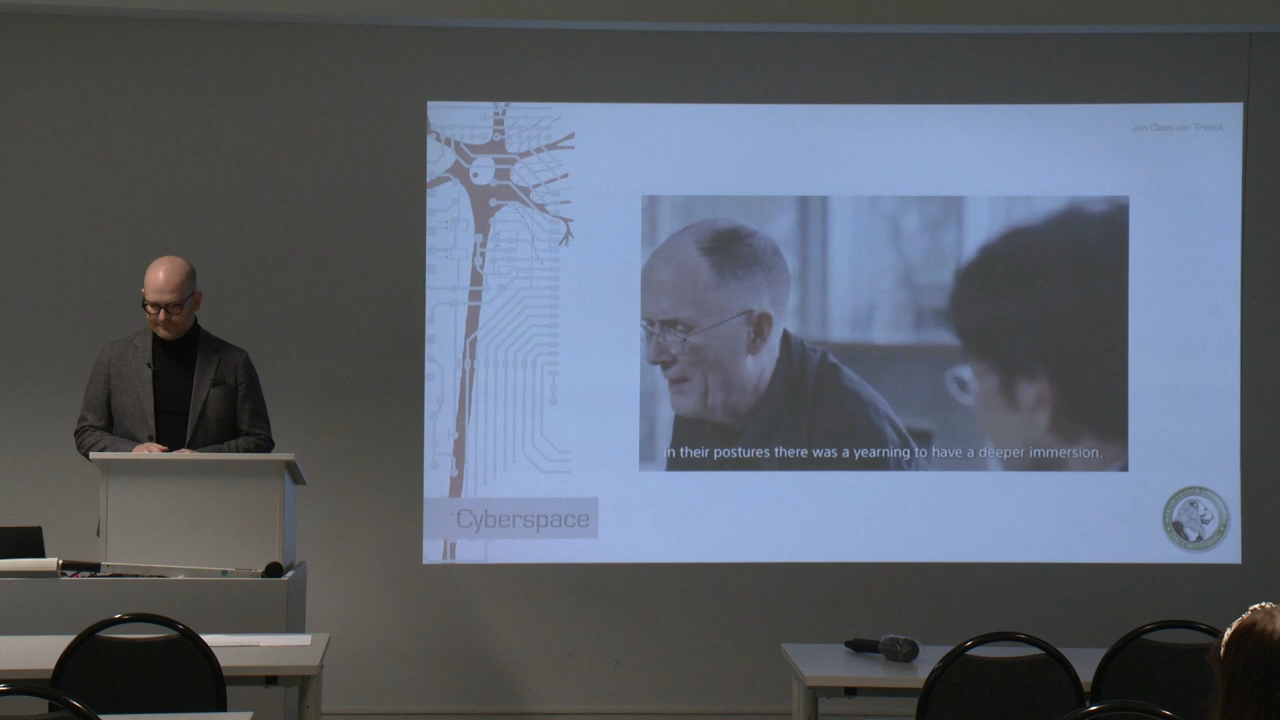 Jan Claas van Treeck
in their postures there was a yearning to have a deeper immersion.
Cyberspace